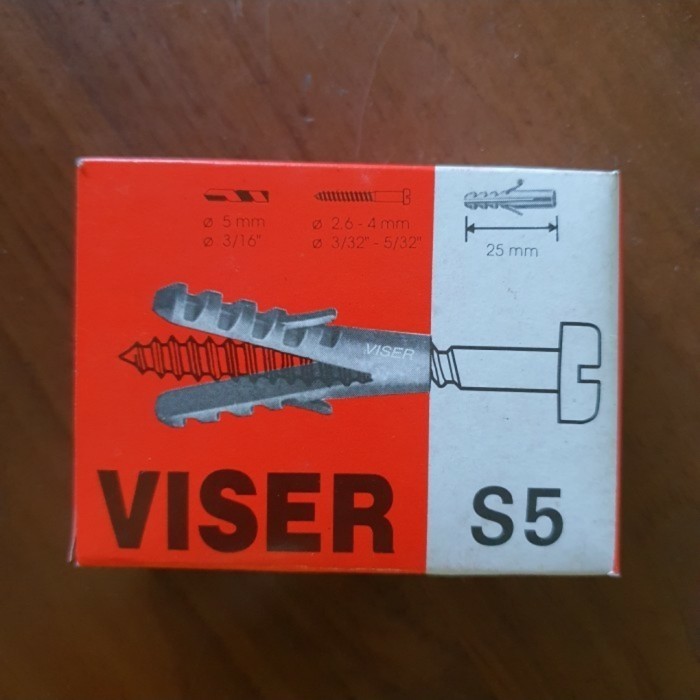 ø 5 mm
ø 3/16"
ø 2,6 - 4 mm
ø 3/32" - 5/32"
25 mm
VISER
VISER
S5